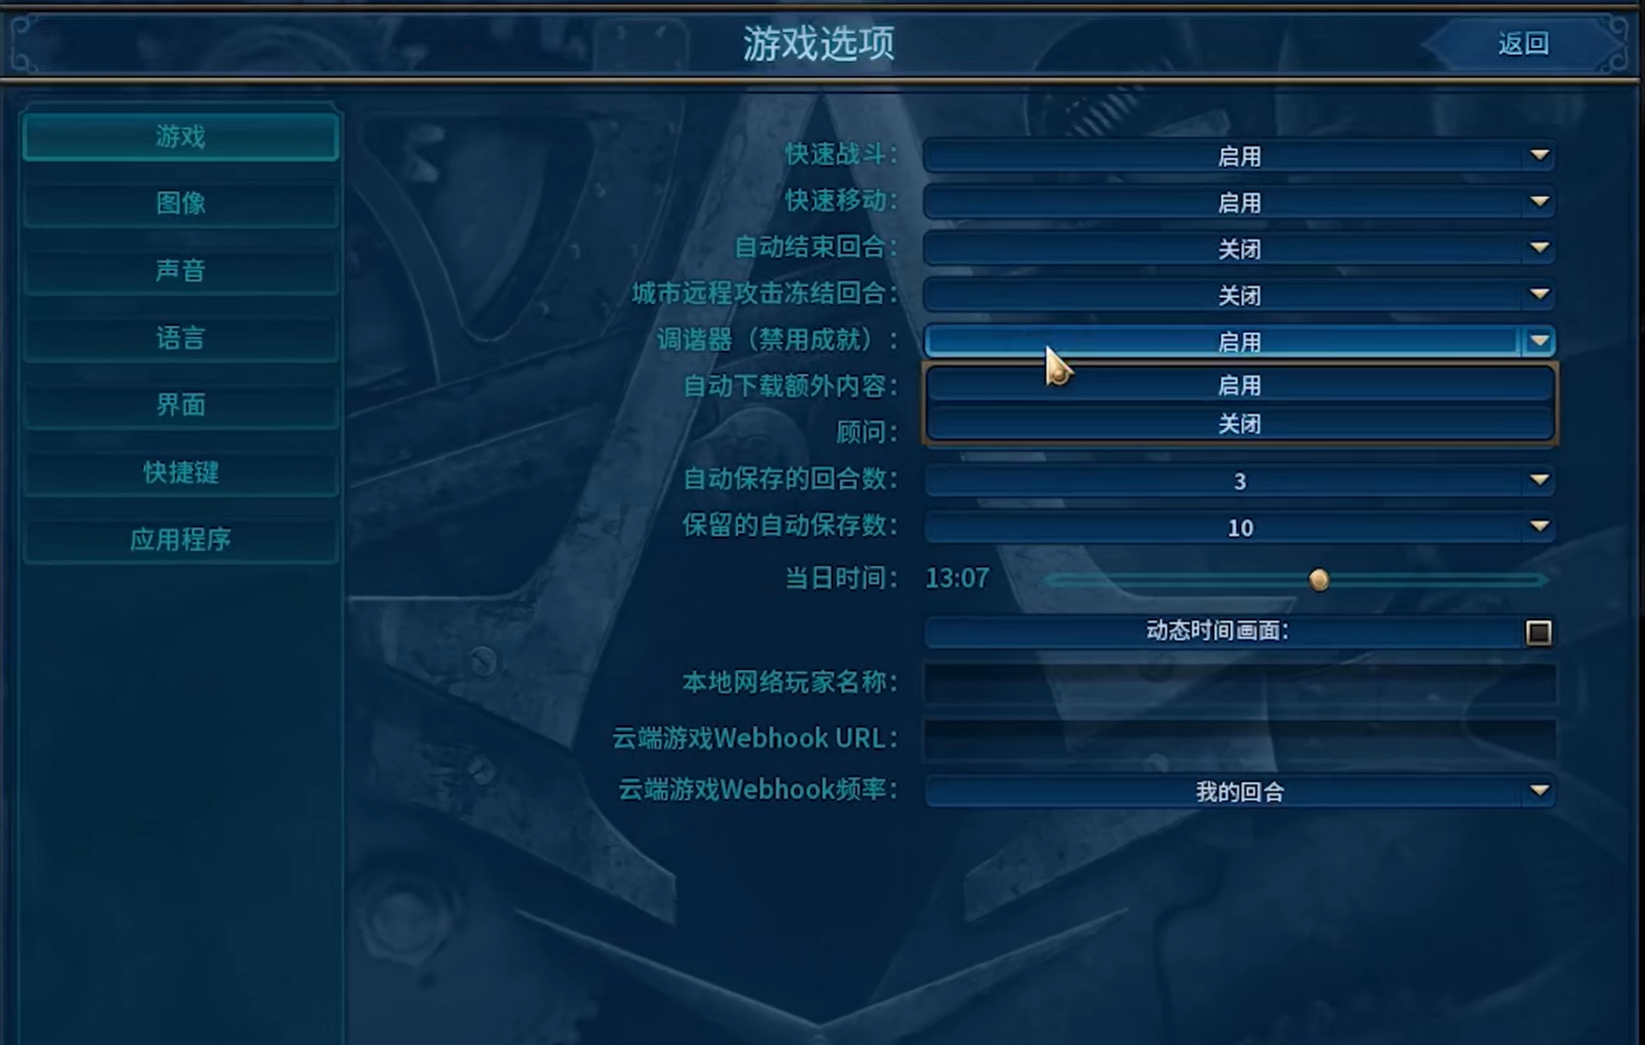 游戏选项
返回
游戏
图像
声音
语言
界面
快捷键
应用程序
快速战斗： 启用
快速移动： 启用
自动结束回合： 关闭
城市远程攻击冻结回合： 关闭
调谐器（禁用成就）： 启用
自动下载额外内容： 启用
顾问： 关闭
自动保存的回合数： 3
保留的自动保存数： 10
当日时间： 13:07
动态时间画面：
本地网络玩家名称：
云端游戏Webhook URL：
云端游戏Webhook频率： 我的回合